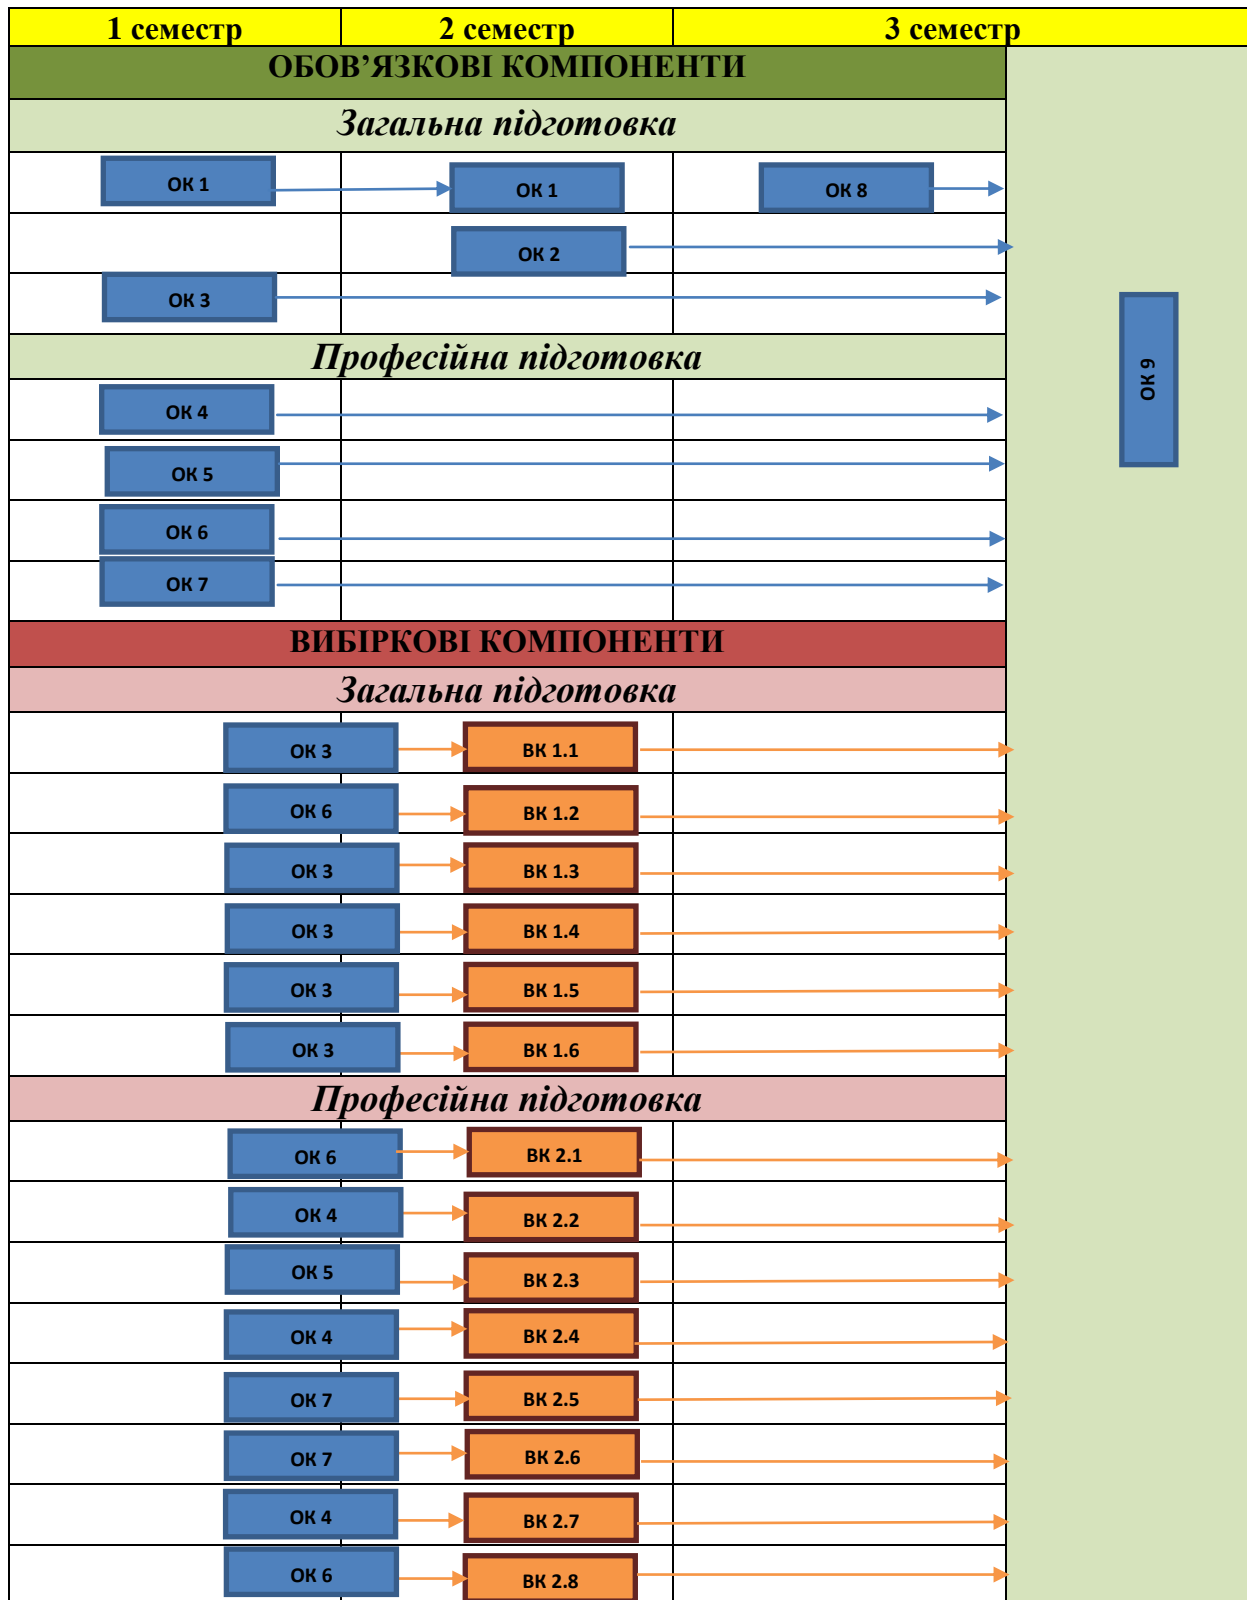 1 семестр 2 семестр 3 семестр
ОБОВ’ЯЗКОВІ КОМПОНЕНТИ
Загальна підготовка
ОК 1 ОК 1 ОК 8
ОК 2
ОК 3
ОК 9
Професійна підготовка
ОК 4
ОК 5
ОК 6
ОК 7
ВИБІРКОВІ КОМПОНЕНТИ
Загальна підготовка
ОК 3 ВК 1.1
ОК 6 ВК 1.2
ОК 3 ВК 1.3
ОК 3 ВК 1.4
ОК 3 ВК 1.5
ОК 3 ВК 1.6
Професійна підготовка
ОК 6 ВК 2.1
ОК 4 ВК 2.2
ОК 5 ВК 2.3
ОК 4 ВК 2.4
ОК 7 ВК 2.5
ОК 7 ВК 2.6
ОК 4 ВК 2.7
ОК 6 ВК 2.8